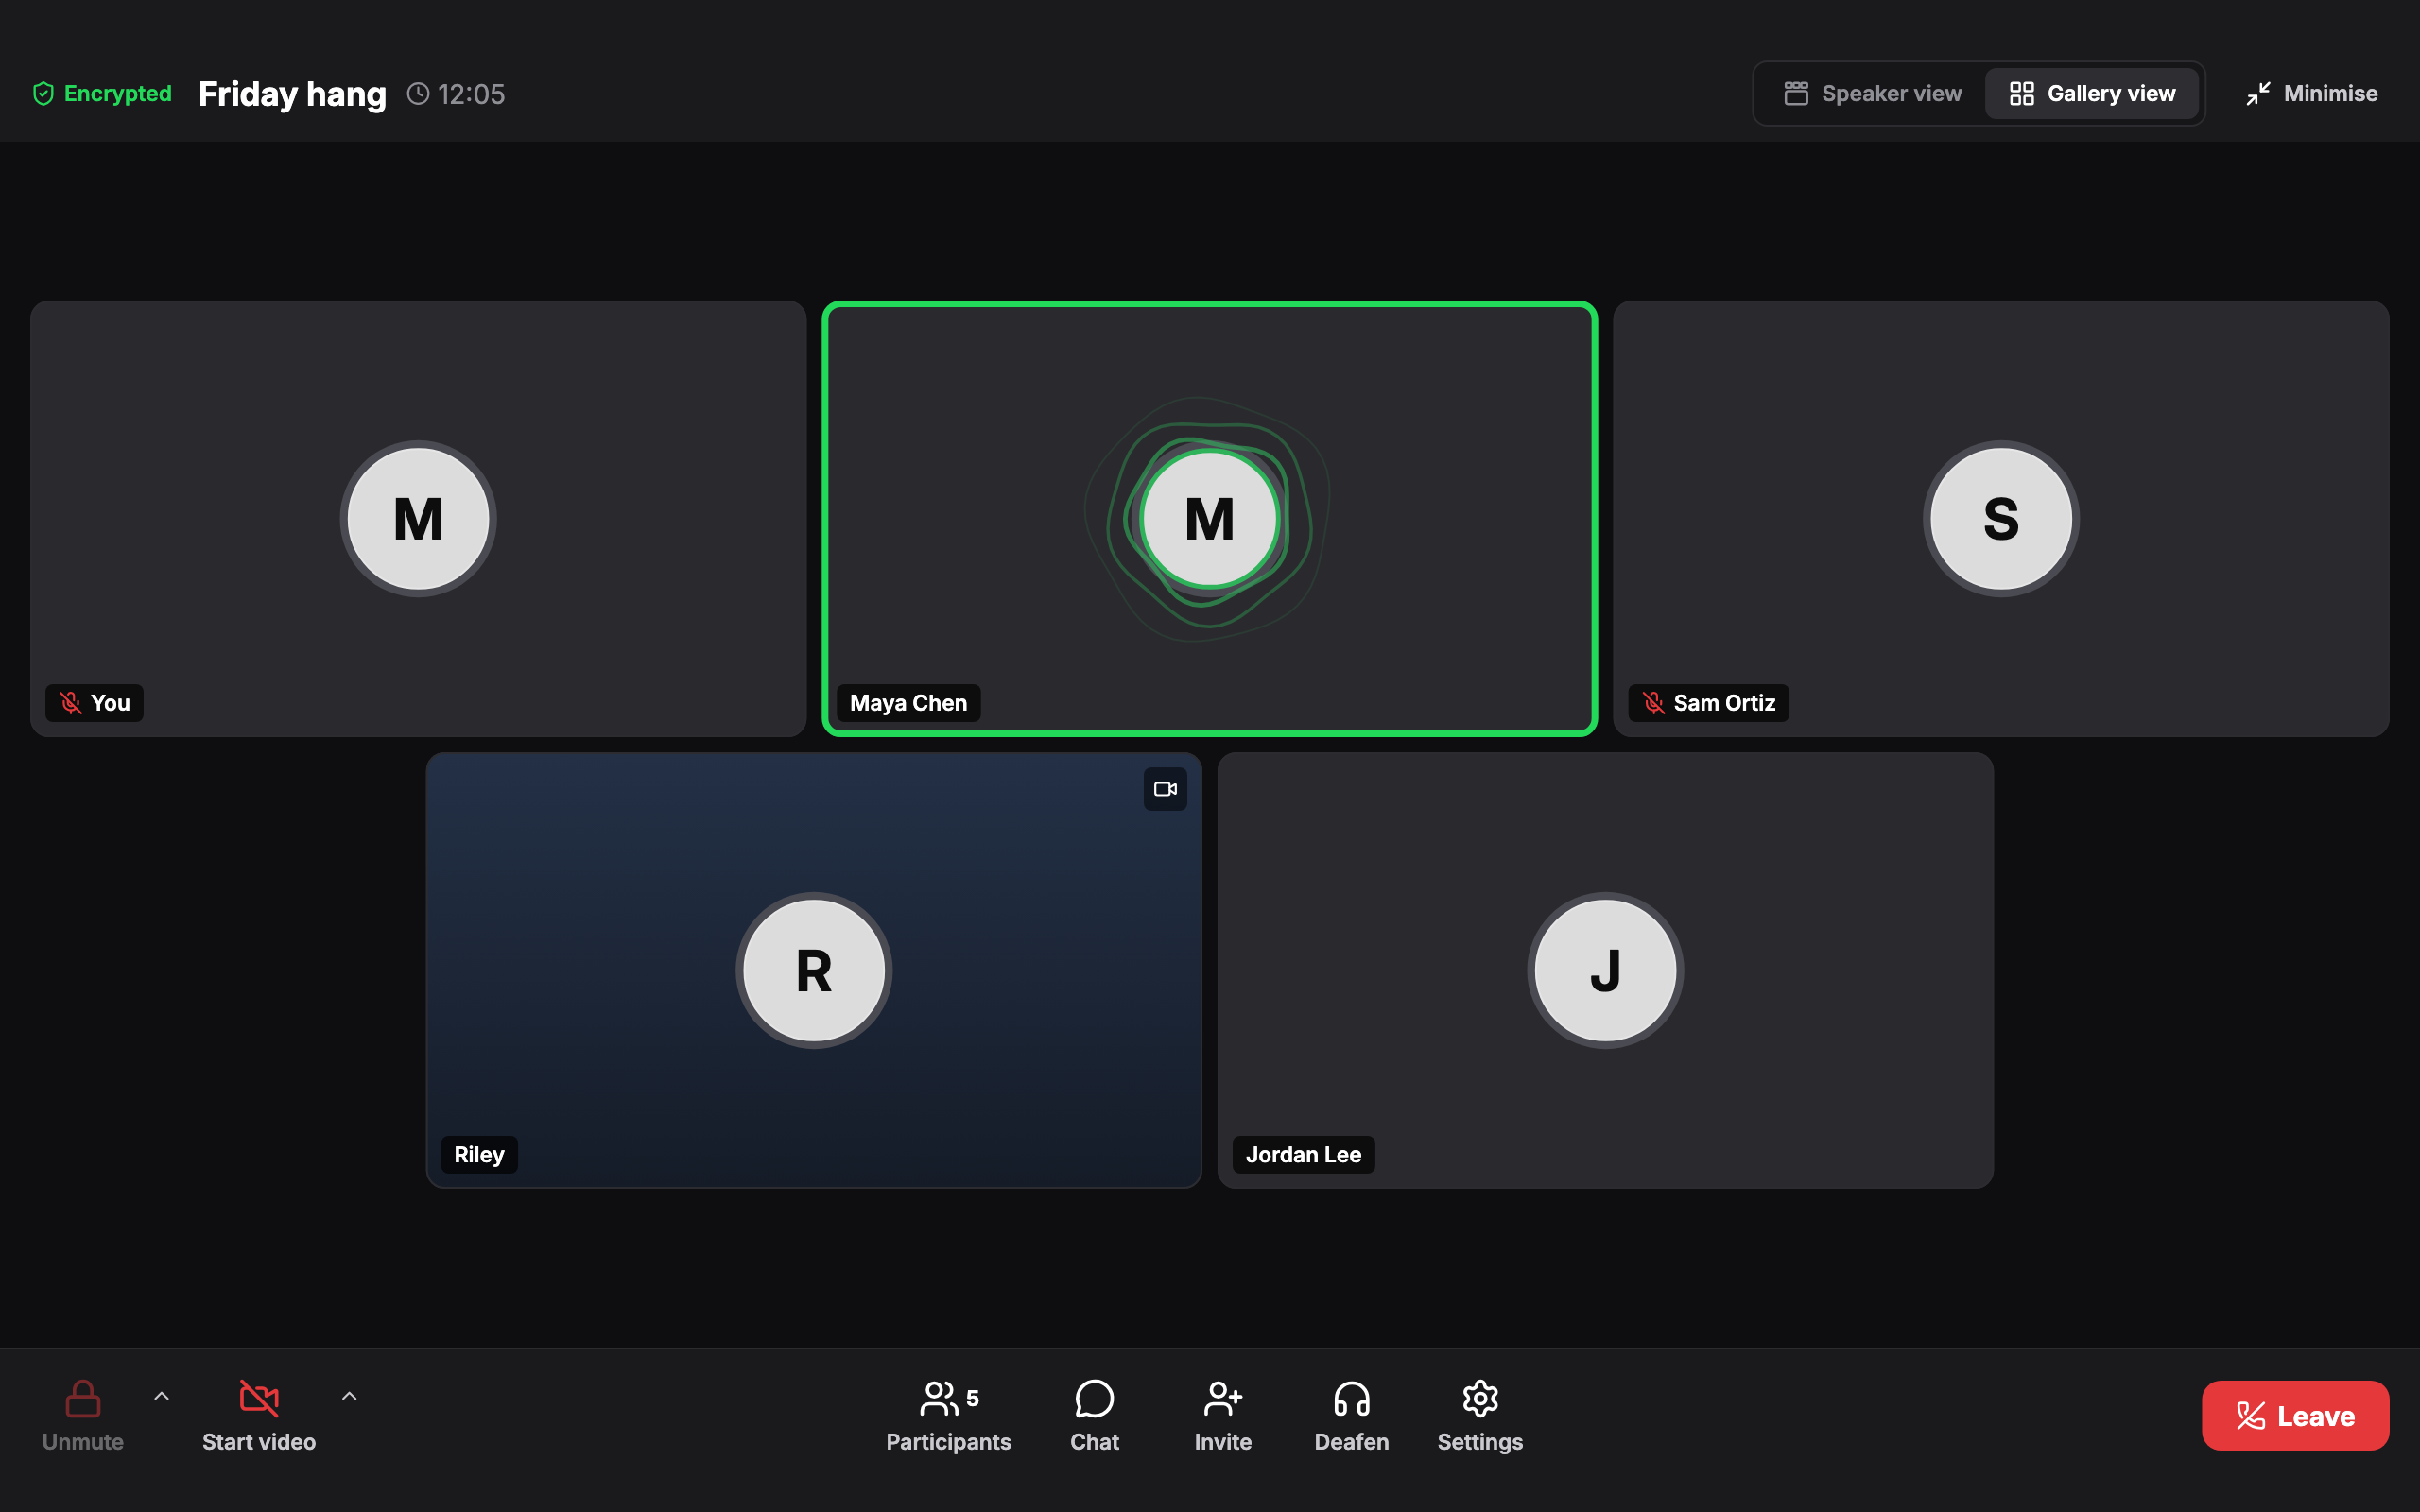 Encrypted Friday hang 12:05 Speaker view Gallery view Minimise
M M S
You Maya Chen Sam Ortiz
R J
Riley Jordan Lee
5
Unmute Start video Participants Chat Invite Deafen Settings Leave